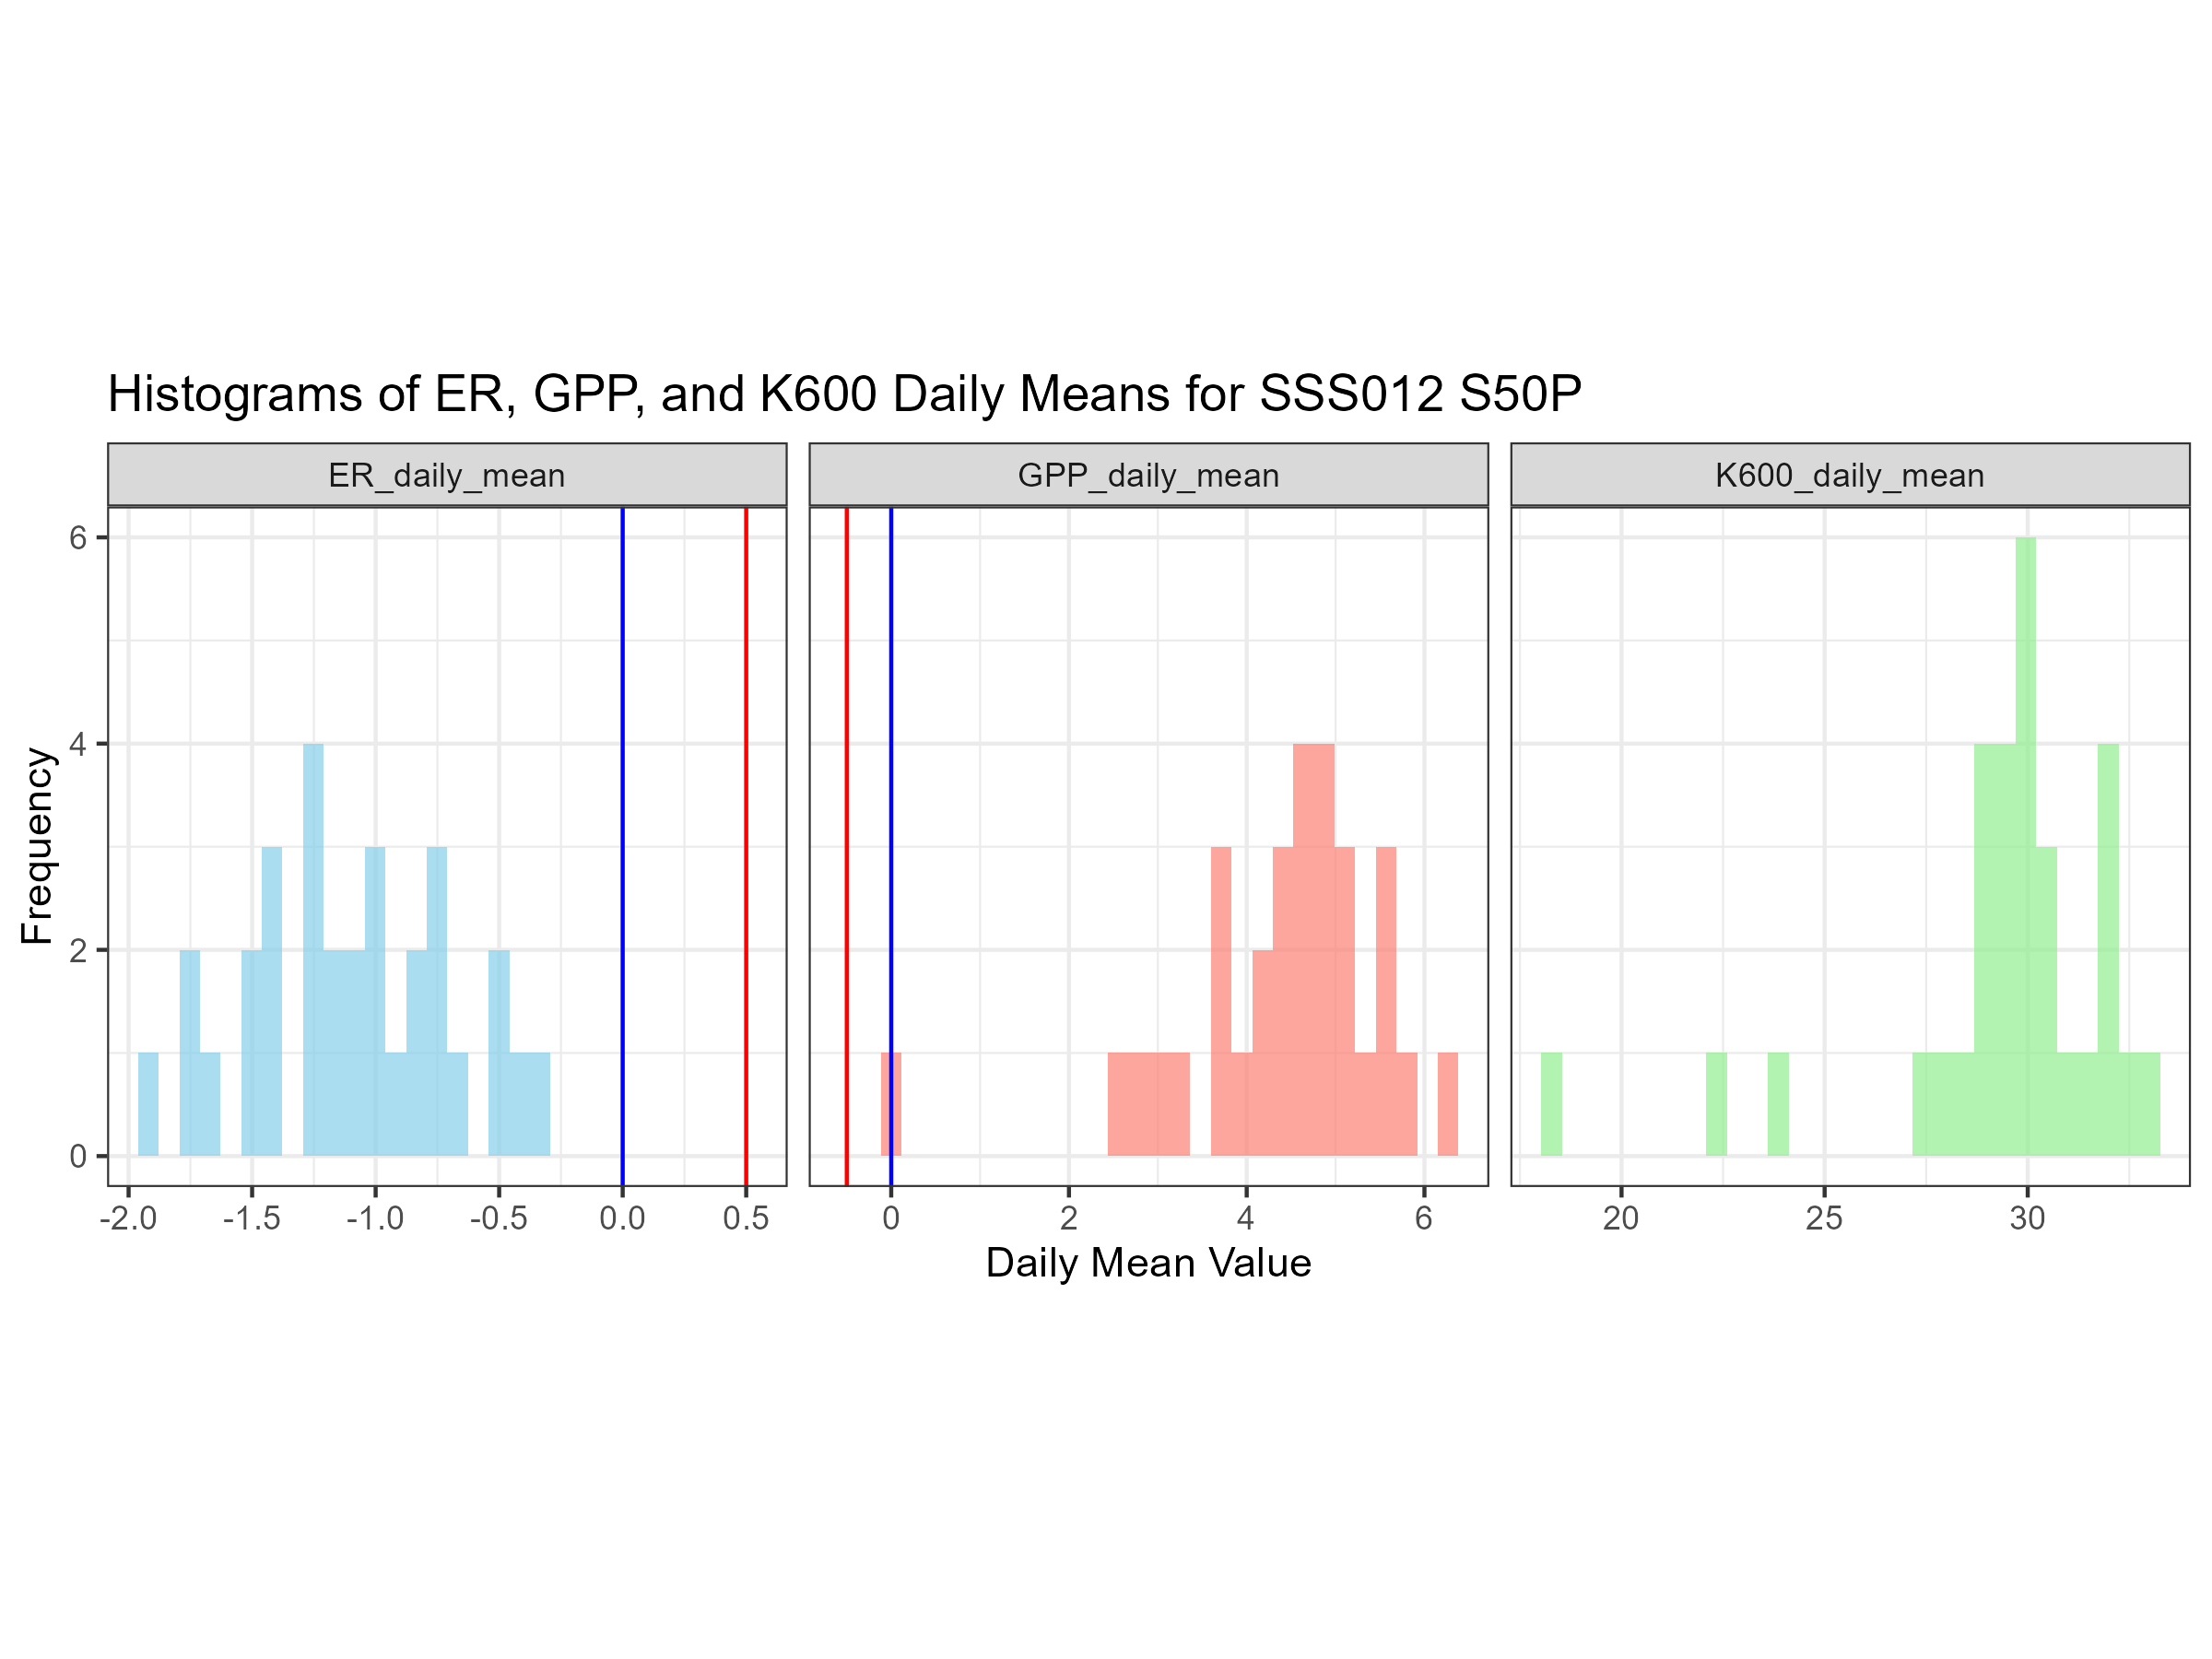 Histograms of ER, GPP, and K600 Daily Means for SSS012 S50P
ER_daily_mean GPP_daily_mean K600_daily_mean
6
4
2
0
Frequency
-2.0 -1.5 -1.0 -0.5 0.0 0.5 0 2 4 6 20 25 30
Daily Mean Value